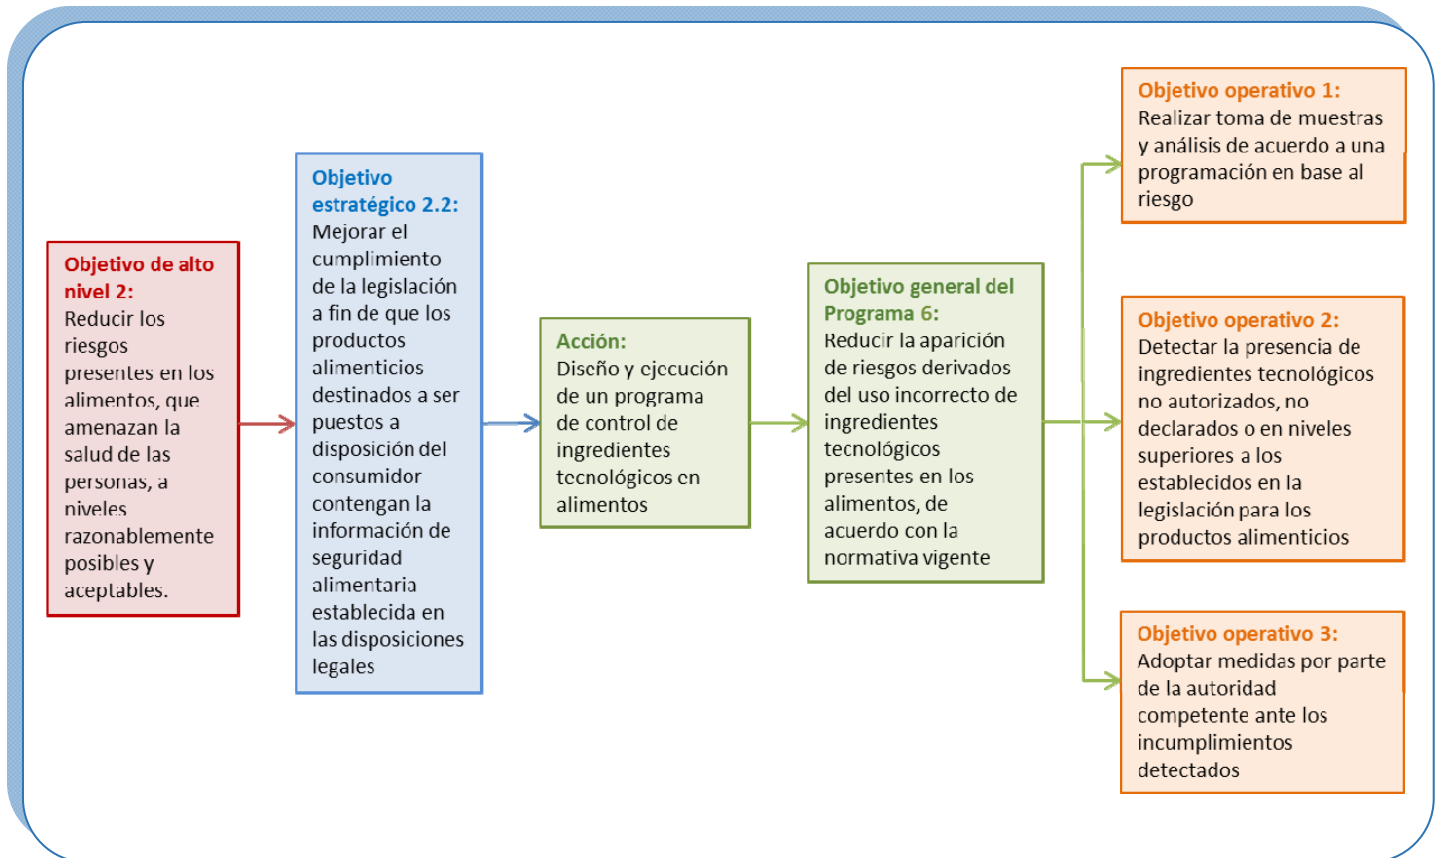 Objetivo de alto
nivel 2:
Reducir los
riesgos
presentes en los
alimentos, que
amenazan la
salud de las
personas, a
niveles
razonablemente
posibles y
aceptables.
Objetivo
estratégico 2.2:
Mejorar el
cumplimiento
de la legislación
a fin de que los
productos
alimenticios
destinados a ser
puestos a
disposición del
consumidor
contengan la
información de
seguridad
alimentaria
establecida en
las disposiciones
legales
Acción:
Diseño y ejecución
de un programa
de control de
ingredientes
tecnológicos en
alimentos
Objetivo general del
Programa 6:
Reducir la aparición
de riesgos derivados
del uso incorrecto de
ingredientes
tecnológicos
presentes en los
alimentos, de
acuerdo con la
normativa vigente
Objetivo operativo 1:
Realizar toma de muestras
y análisis de acuerdo a una
programación en base al
riesgo
Objetivo operativo 2:
Detectar la presencia de
ingredientes tecnológicos
no autorizados, no
declarados o en niveles
superiores a los
establecidos en la
legislación para los
productos alimenticios
Objetivo operativo 3:
Adoptar medidas por parte
de la autoridad
competente ante los
incumplimientos
detectados